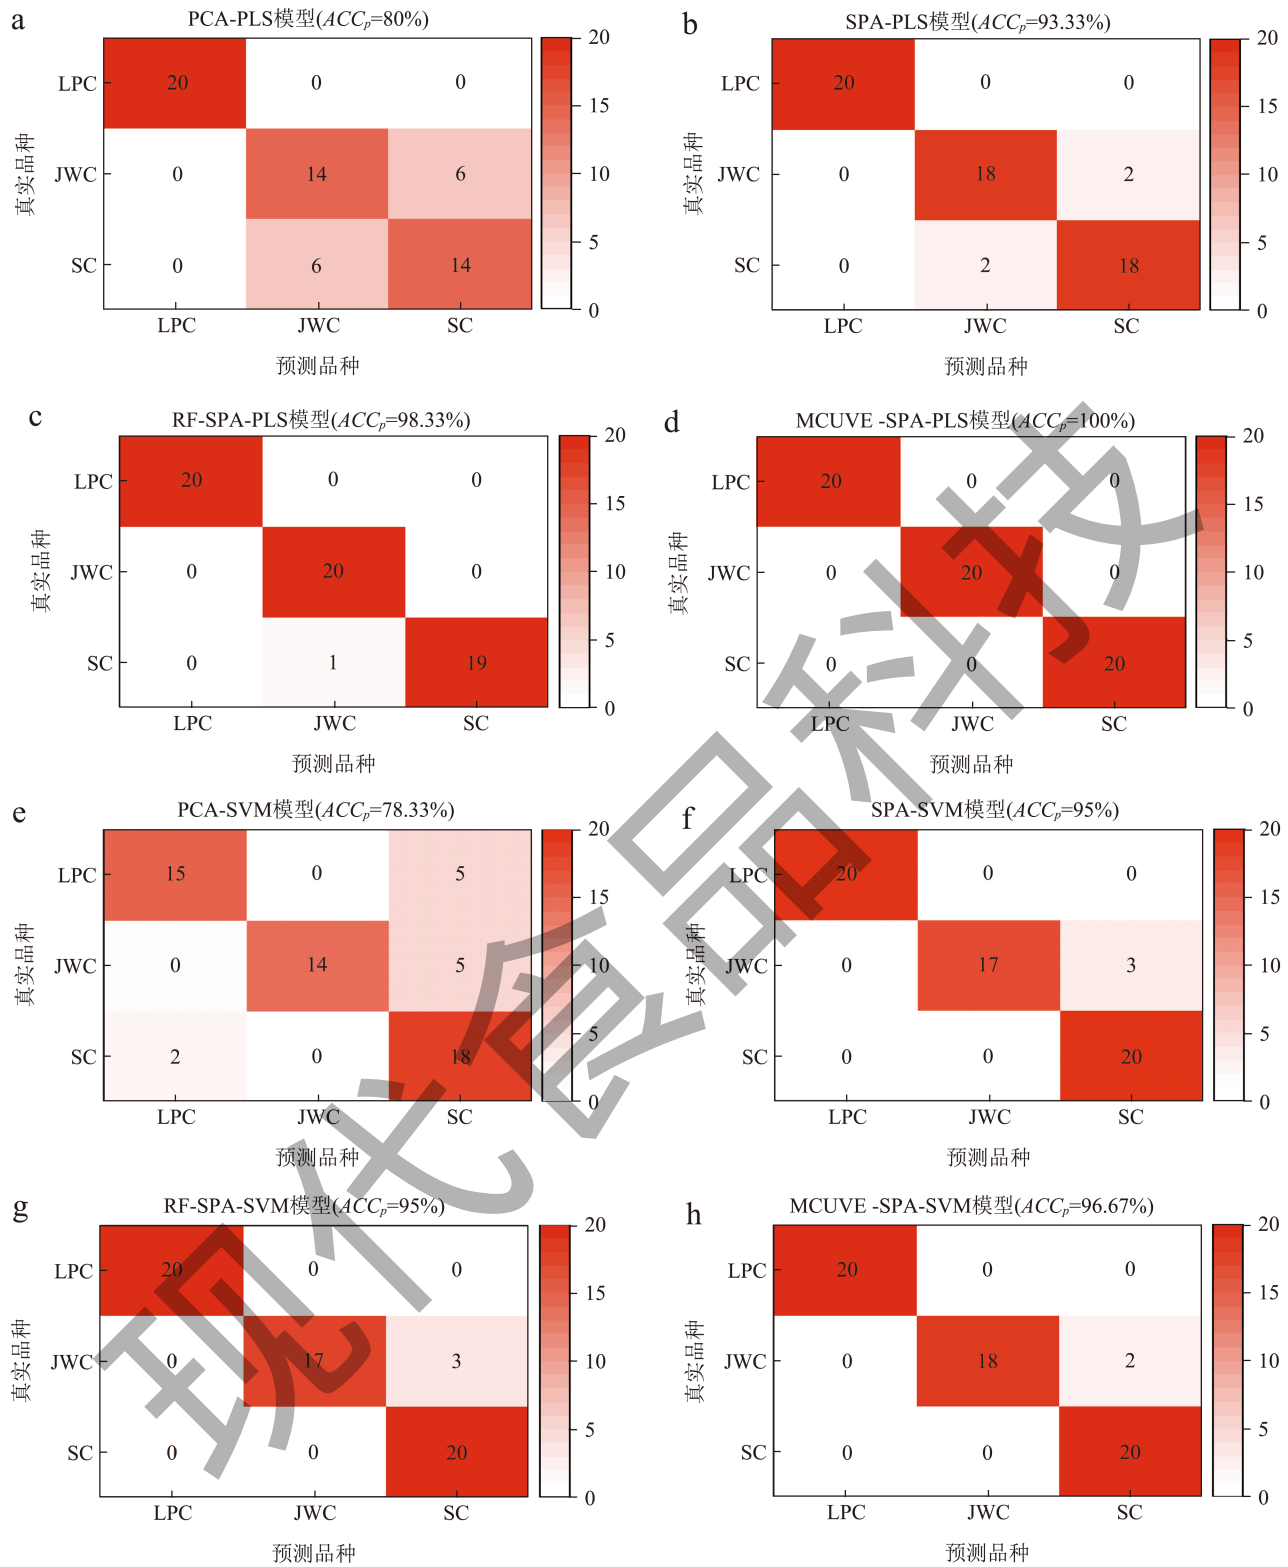 a
PCA-PLS模型(ACCp=80%)
真实品种
LPC 20 0 0
JWC 0 14 6
SC 0 6 14
LPC JWC SC
预测品种
20
15
10
5
0
b
SPA-PLS模型(ACCp=93.33%)
真实品种
LPC 20 0 0
JWC 0 18 2
SC 0 2 18
LPC JWC SC
预测品种
20
15
10
5
0
c
RF-SPA-PLS模型(ACCp=98.33%)
真实品种
LPC 20 0 0
JWC 0 20 0
SC 0 1 19
LPC JWC SC
预测品种
20
15
10
5
0
d
MCUVE -SPA-PLS模型(ACCp=100%)
真实品种
LPC 20 0 0
JWC 0 20 0
SC 0 0 20
LPC JWC SC
预测品种
20
15
10
5
0
e
PCA-SVM模型(ACCp=78.33%)
真实品种
LPC 15 0 5
JWC 0 14 5
SC 2 0 18
LPC JWC SC
预测品种
20
15
10
5
0
f
SPA-SVM模型(ACCp=95%)
真实品种
LPC 20 0 0
JWC 0 17 3
SC 0 0 20
LPC JWC SC
预测品种
20
15
10
5
0
g
RF-SPA-SVM模型(ACCp=95%)
真实品种
LPC 20 0 0
JWC 0 17 3
SC 0 0 20
LPC JWC SC
预测品种
20
15
10
5
0
h
MCUVE -SPA-SVM模型(ACCp=96.67%)
真实品种
LPC 20 0 0
JWC 0 18 2
SC 0 0 20
LPC JWC SC
预测品种
20
15
10
5
0
现代食品科技